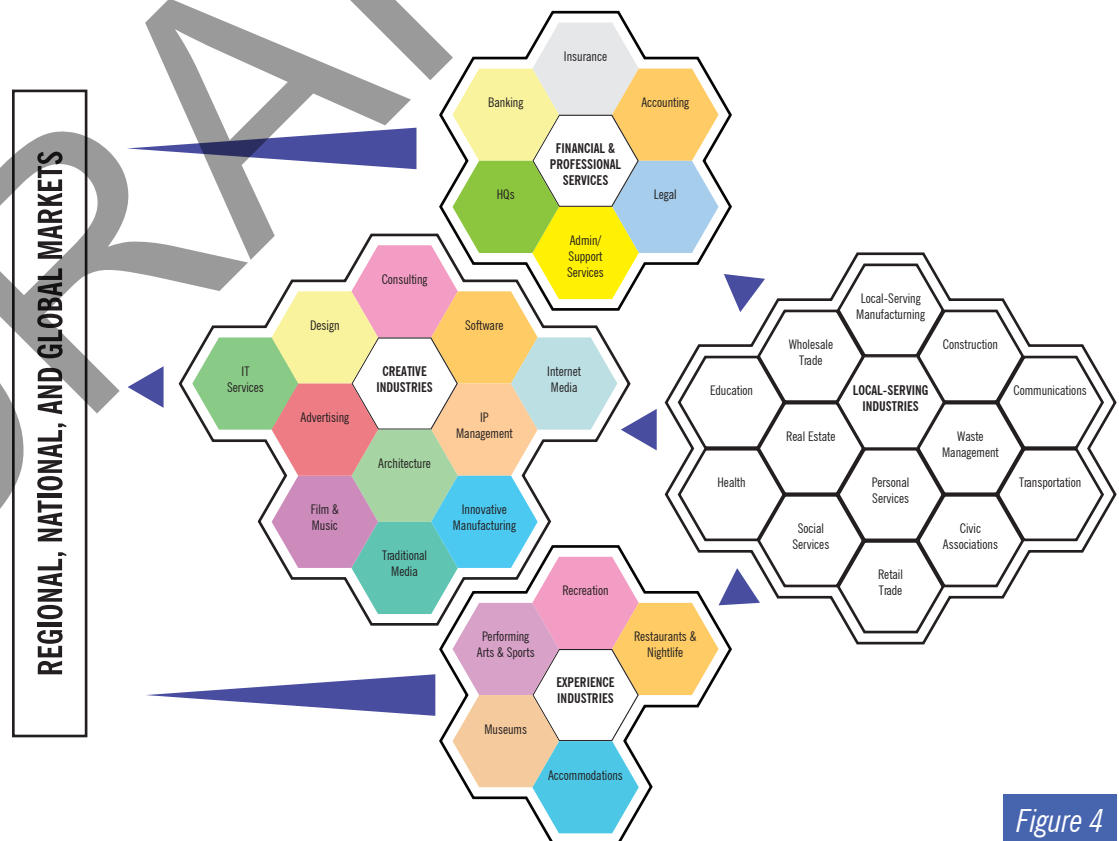 REGIONAL, NATIONAL, AND GLOBAL MARKETS
Insurance
Banking
Accounting
FINANCIAL &
PROFESSIONAL
SERVICES
HQs
Legal
Admin/
Support
Services
Consulting
Design
Software
IT
Services
CREATIVE
INDUSTRIES
Internet
Media
Advertising
IP
Management
Architecture
Film &
Music
Innovative
Manufacturing
Traditional
Media
Recreation
Performing
Arts & Sports
Restaurants &
Nightlife
EXPERIENCE
INDUSTRIES
Museums
Accommodations
Local-Serving
Manufacturning
Wholesale
Trade
Construction
Education
LOCAL-SERVING
INDUSTRIES
Communications
Real Estate
Waste
Management
Health
Personal
Services
Transportation
Social
Services
Civic
Associations
Retail
Trade
Figure 4